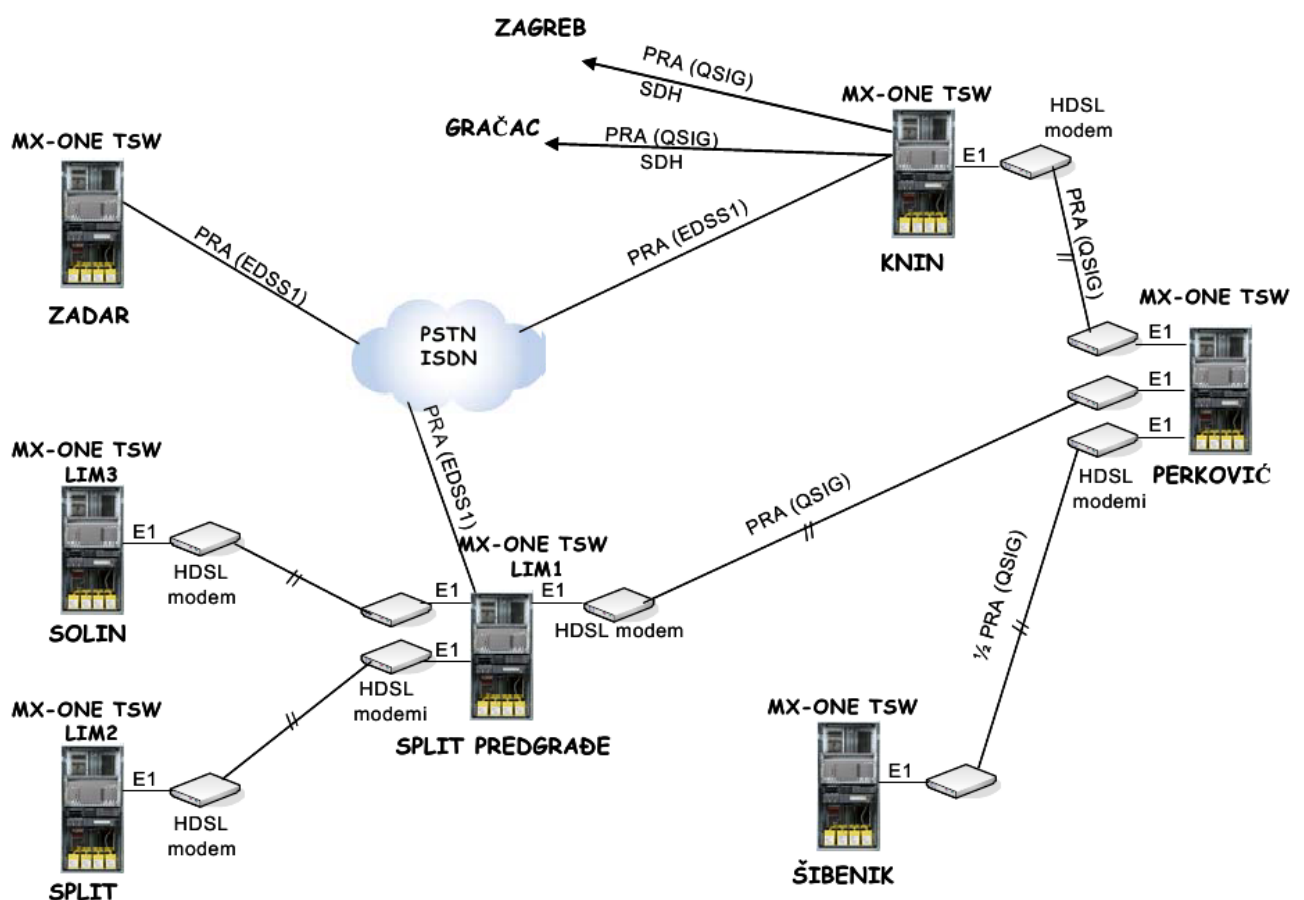 ZAGREB
PRA (QSIG)
SDH
GRAČAC
PRA (QSIG)
SDH
MX-ONE TSW
E1
HDSL
modem
KNIN
MX-ONE TSW
ZADAR
PRA (EDSS1)
PRA (EDSS1)
PRA (QSIG)
PSTN
ISDN
MX-ONE TSW
E1
E1
E1
HDSL
modemi
PERKOVIĆ
PRA (EDSS1)
PRA (QSIG)
MX-ONE TSW
LIM3
E1
HDSL
modem
SOLIN
MX-ONE TSW
LIM1
E1
E1
HDSL modem
E1
HDSL
modemi
SPLIT PREDGRAĐE
½ PRA (QSIG)
MX-ONE TSW
LIM2
E1
HDSL
modem
SPLIT
MX-ONE TSW
E1
ŠIBENIK